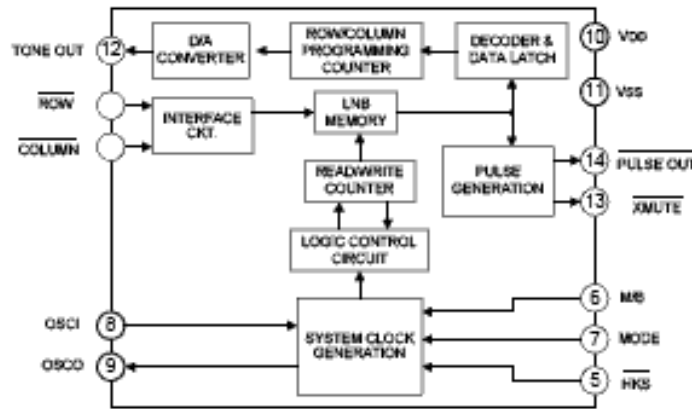 TONE OUT
12
D/A
CONVERTER
ROW/COLUMN
PROGRAMMING
COUNTER
DECODER &
DATA LATCH
10
VDD
11
VSS
ROW
COLUMN
INTERFACE
CKT.
LNB
MEMORY
READ/WRITE
COUNTER
PULSE
GENERATION
14
PULSE OUT
13
XMUTE
LOGIC CONTROL
CIRCUIT
OSCI
8
OSCO
9
SYSTEM CLOCK
GENERATION
6
M/B
7
MODE
5
HKS